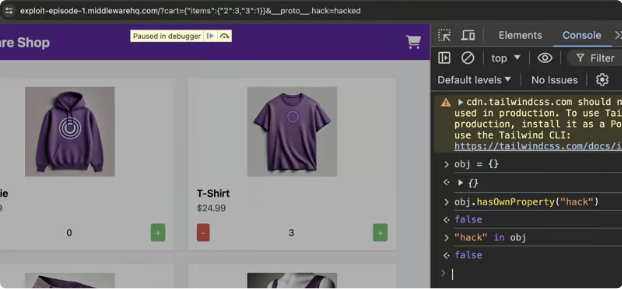 exploit-episode-1.middlewarehq.com/?cart={"items":{"2":3,"3":1}}&__proto__.hack=hacked
re Shop
Paused in debugger
Elements Console
top Filter
Default levels No Issues
cdn.tailwindcss.com should n
used in production. To use Tai
production, install it as a Po
use the Tailwind CLI:
https://tailwindcss.com/docs/i
> obj = {}
{}
> obj.hasOwnProperty("hack")
false
> "hack" in obj
false
>
ie
9
0
+
T-Shirt
$24.99
-
3
+